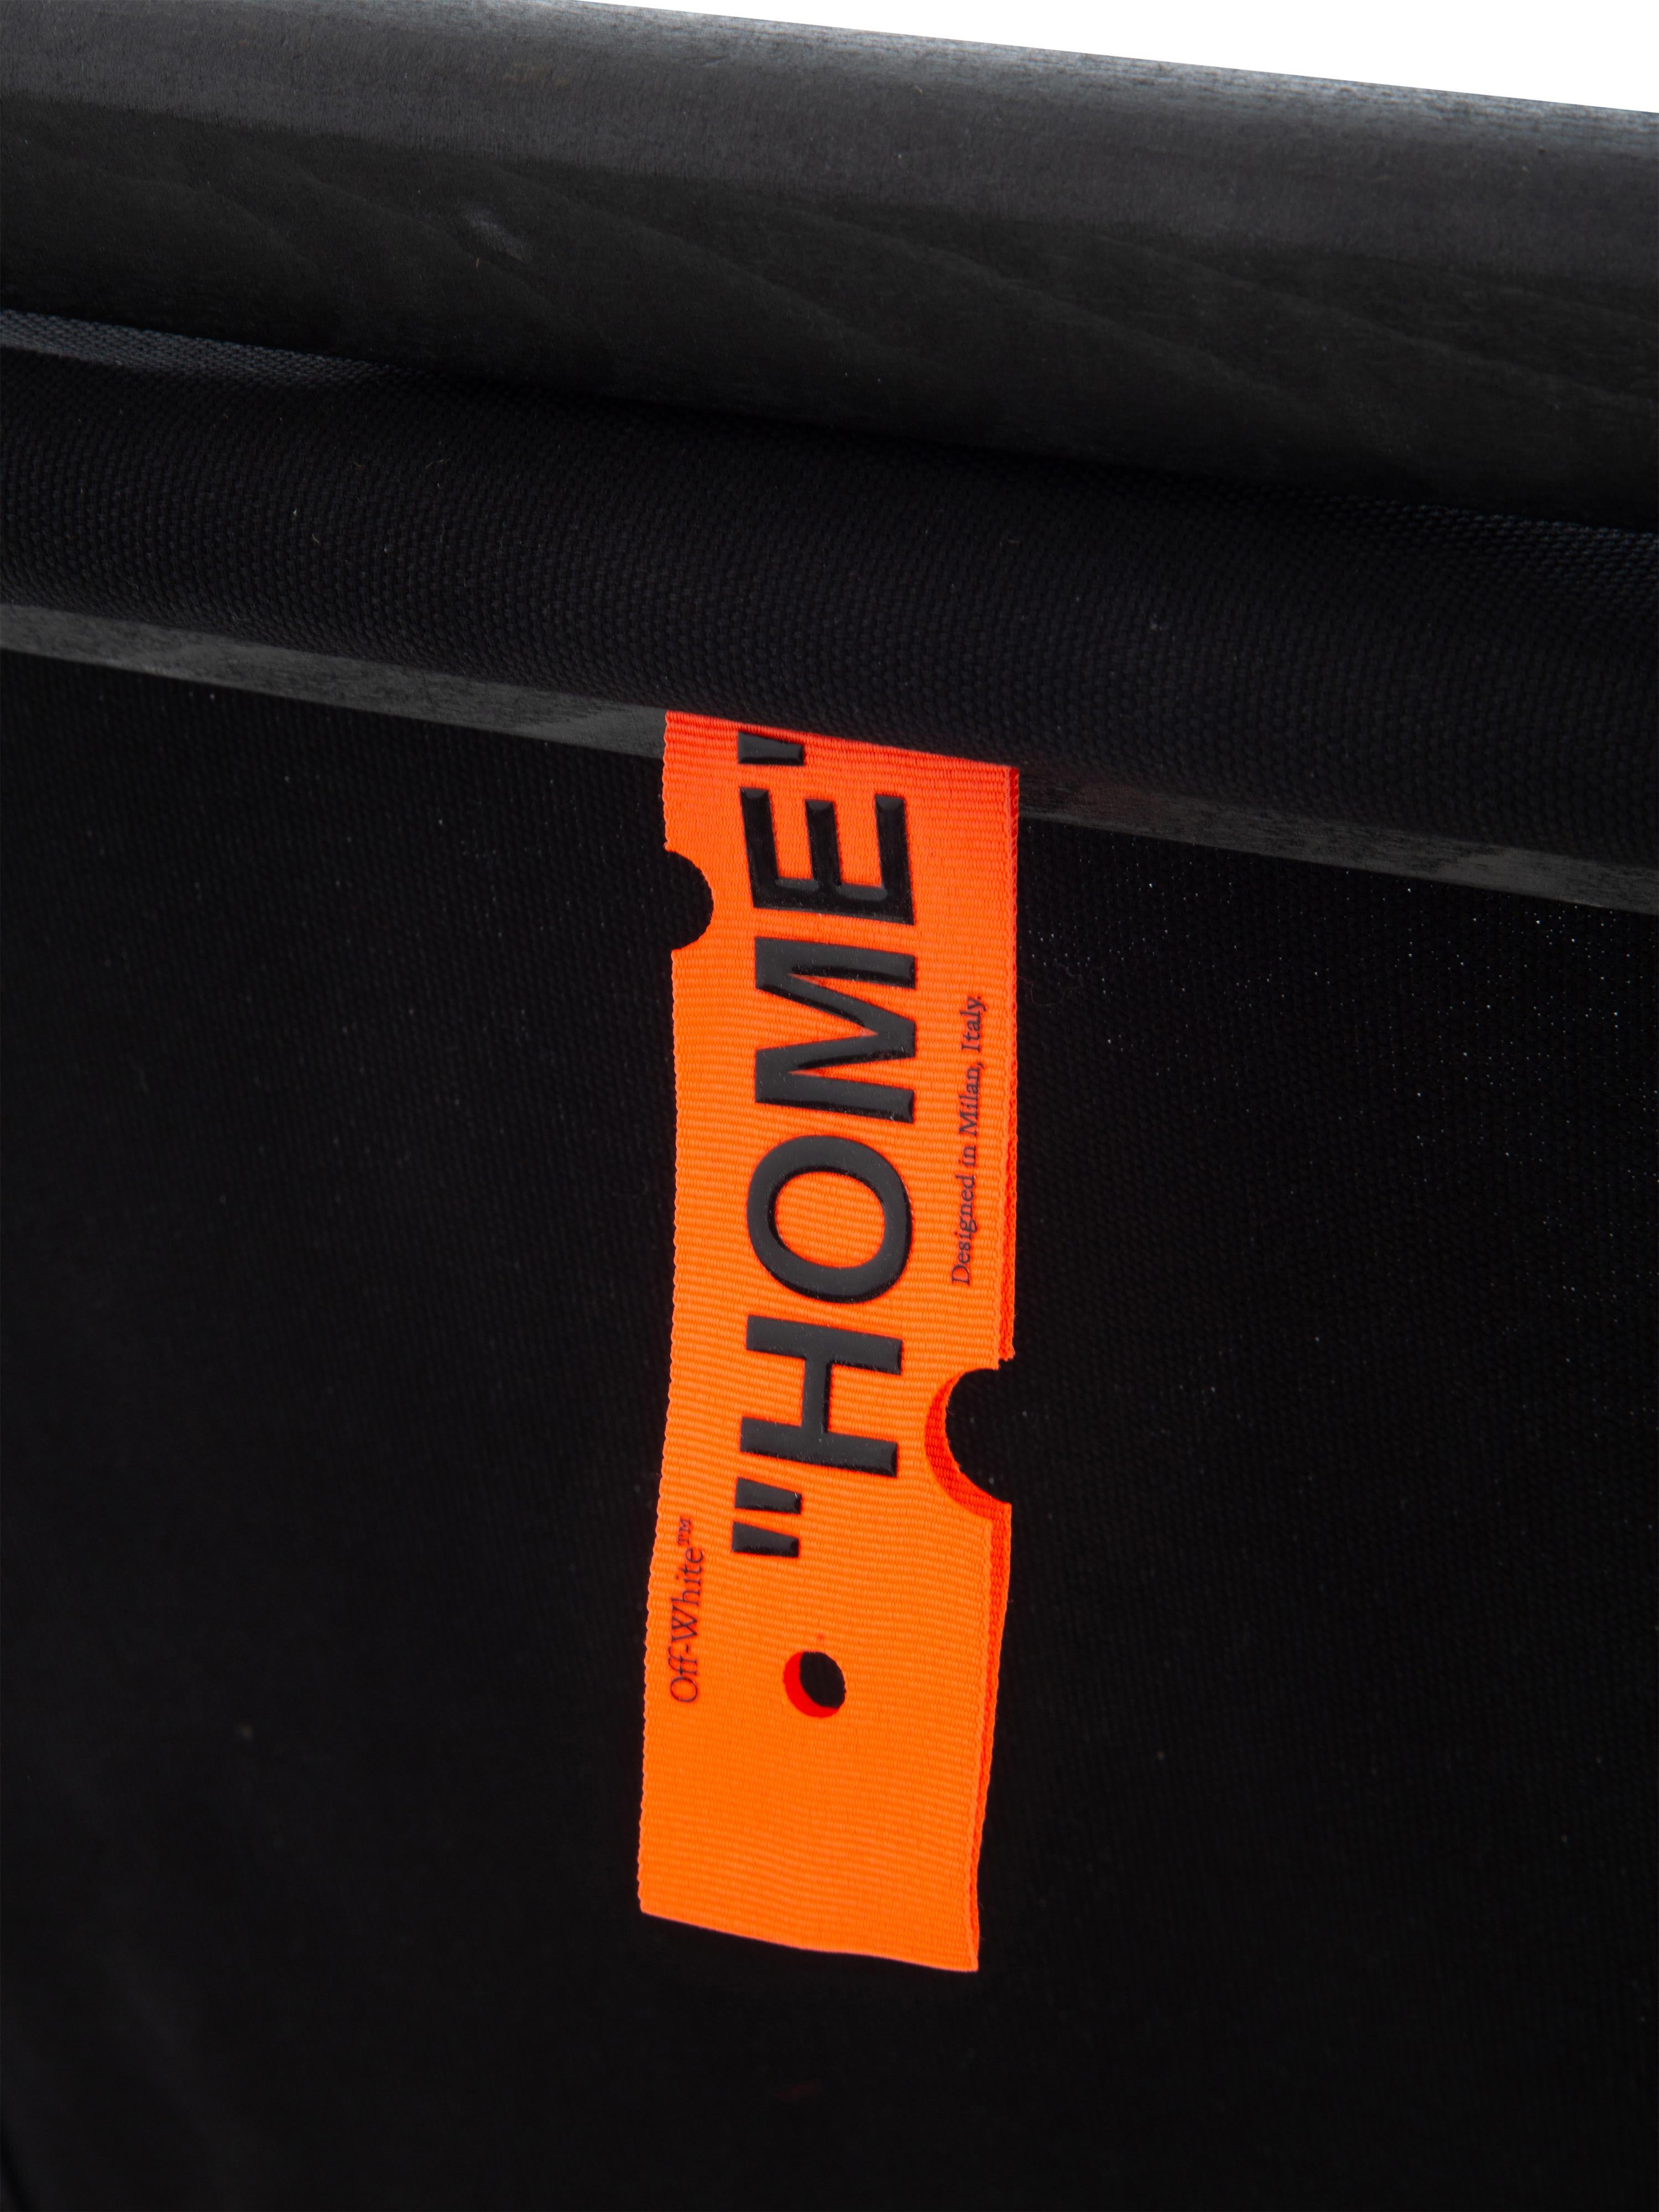 Off-White™
"HOME"
Designed in Milan, Italy.